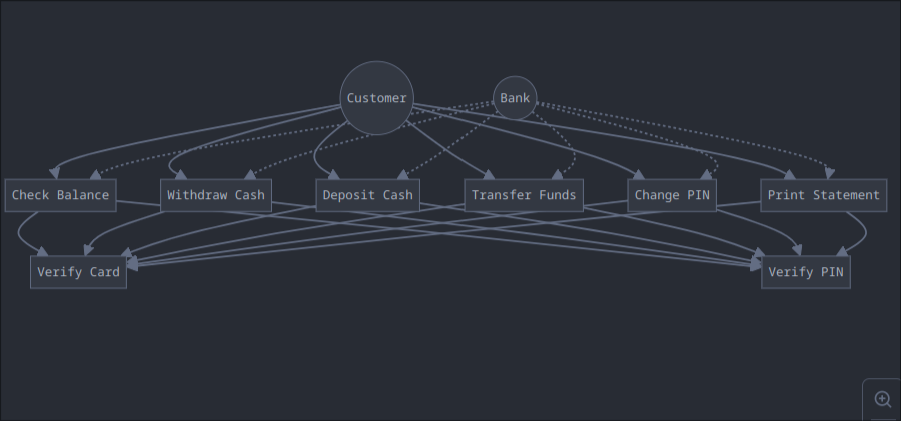 Customer
Bank
Check Balance
Withdraw Cash
Deposit Cash
Transfer Funds
Change PIN
Print Statement
Verify Card
Verify PIN